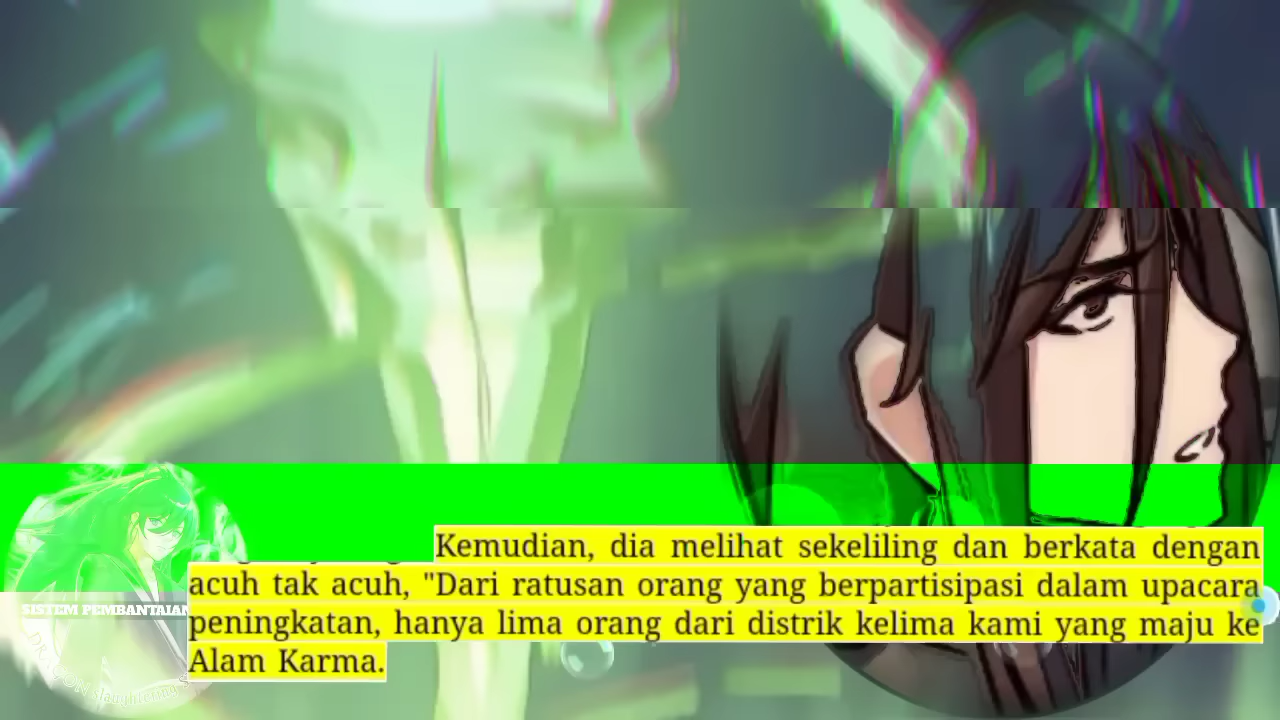 Kemudian, dia melihat sekeliling dan berkata dengan
acuh tak acuh, "Dari ratusan orang yang berpartisipasi dalam upacara
peningkatan, hanya lima orang dari distrik kelima kami yang maju ke
Alam Karma.
SISTEM PEMBANTAIAN